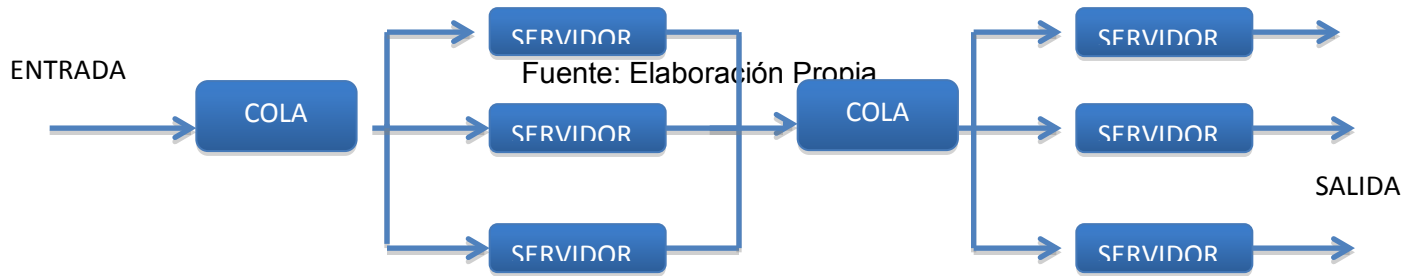 SERVIDOR
SERVIDOR
ENTRADA
Fuente: Elaboración Propia
COLA
COLA
SERVIDOR
SERVIDOR
SALIDA
SERVIDOR
SERVIDOR